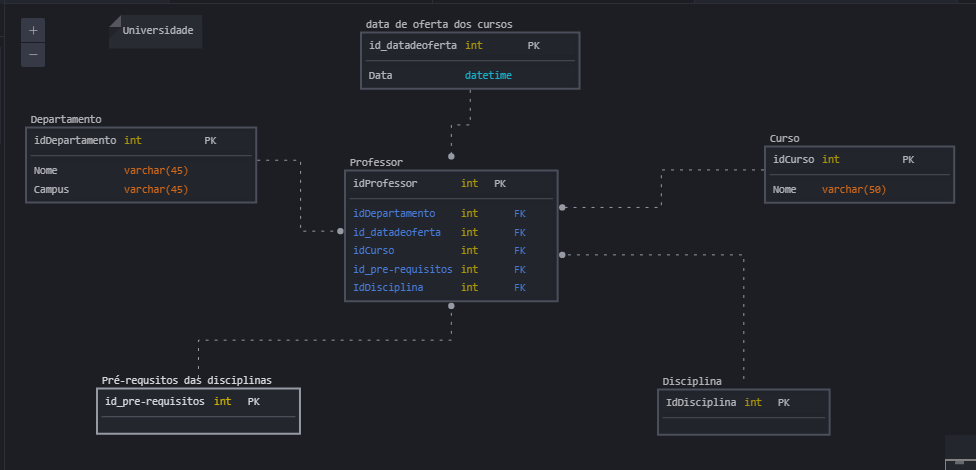 +
−
Universidade
data de oferta dos cursos
id_datadeoferta int PK
Data datetime
Departamento
idDepartamento int PK
Nome varchar(45)
Campus varchar(45)
Professor
idProfessor int PK
idDepartamento int FK
id_datadeoferta int FK
idCurso int FK
id_pre-requisitos int FK
IdDisciplina int FK
Curso
idCurso int PK
Nome varchar(50)
Pré-requsitos das disciplinas
id_pre-requisitos int PK
Disciplina
IdDisciplina int PK